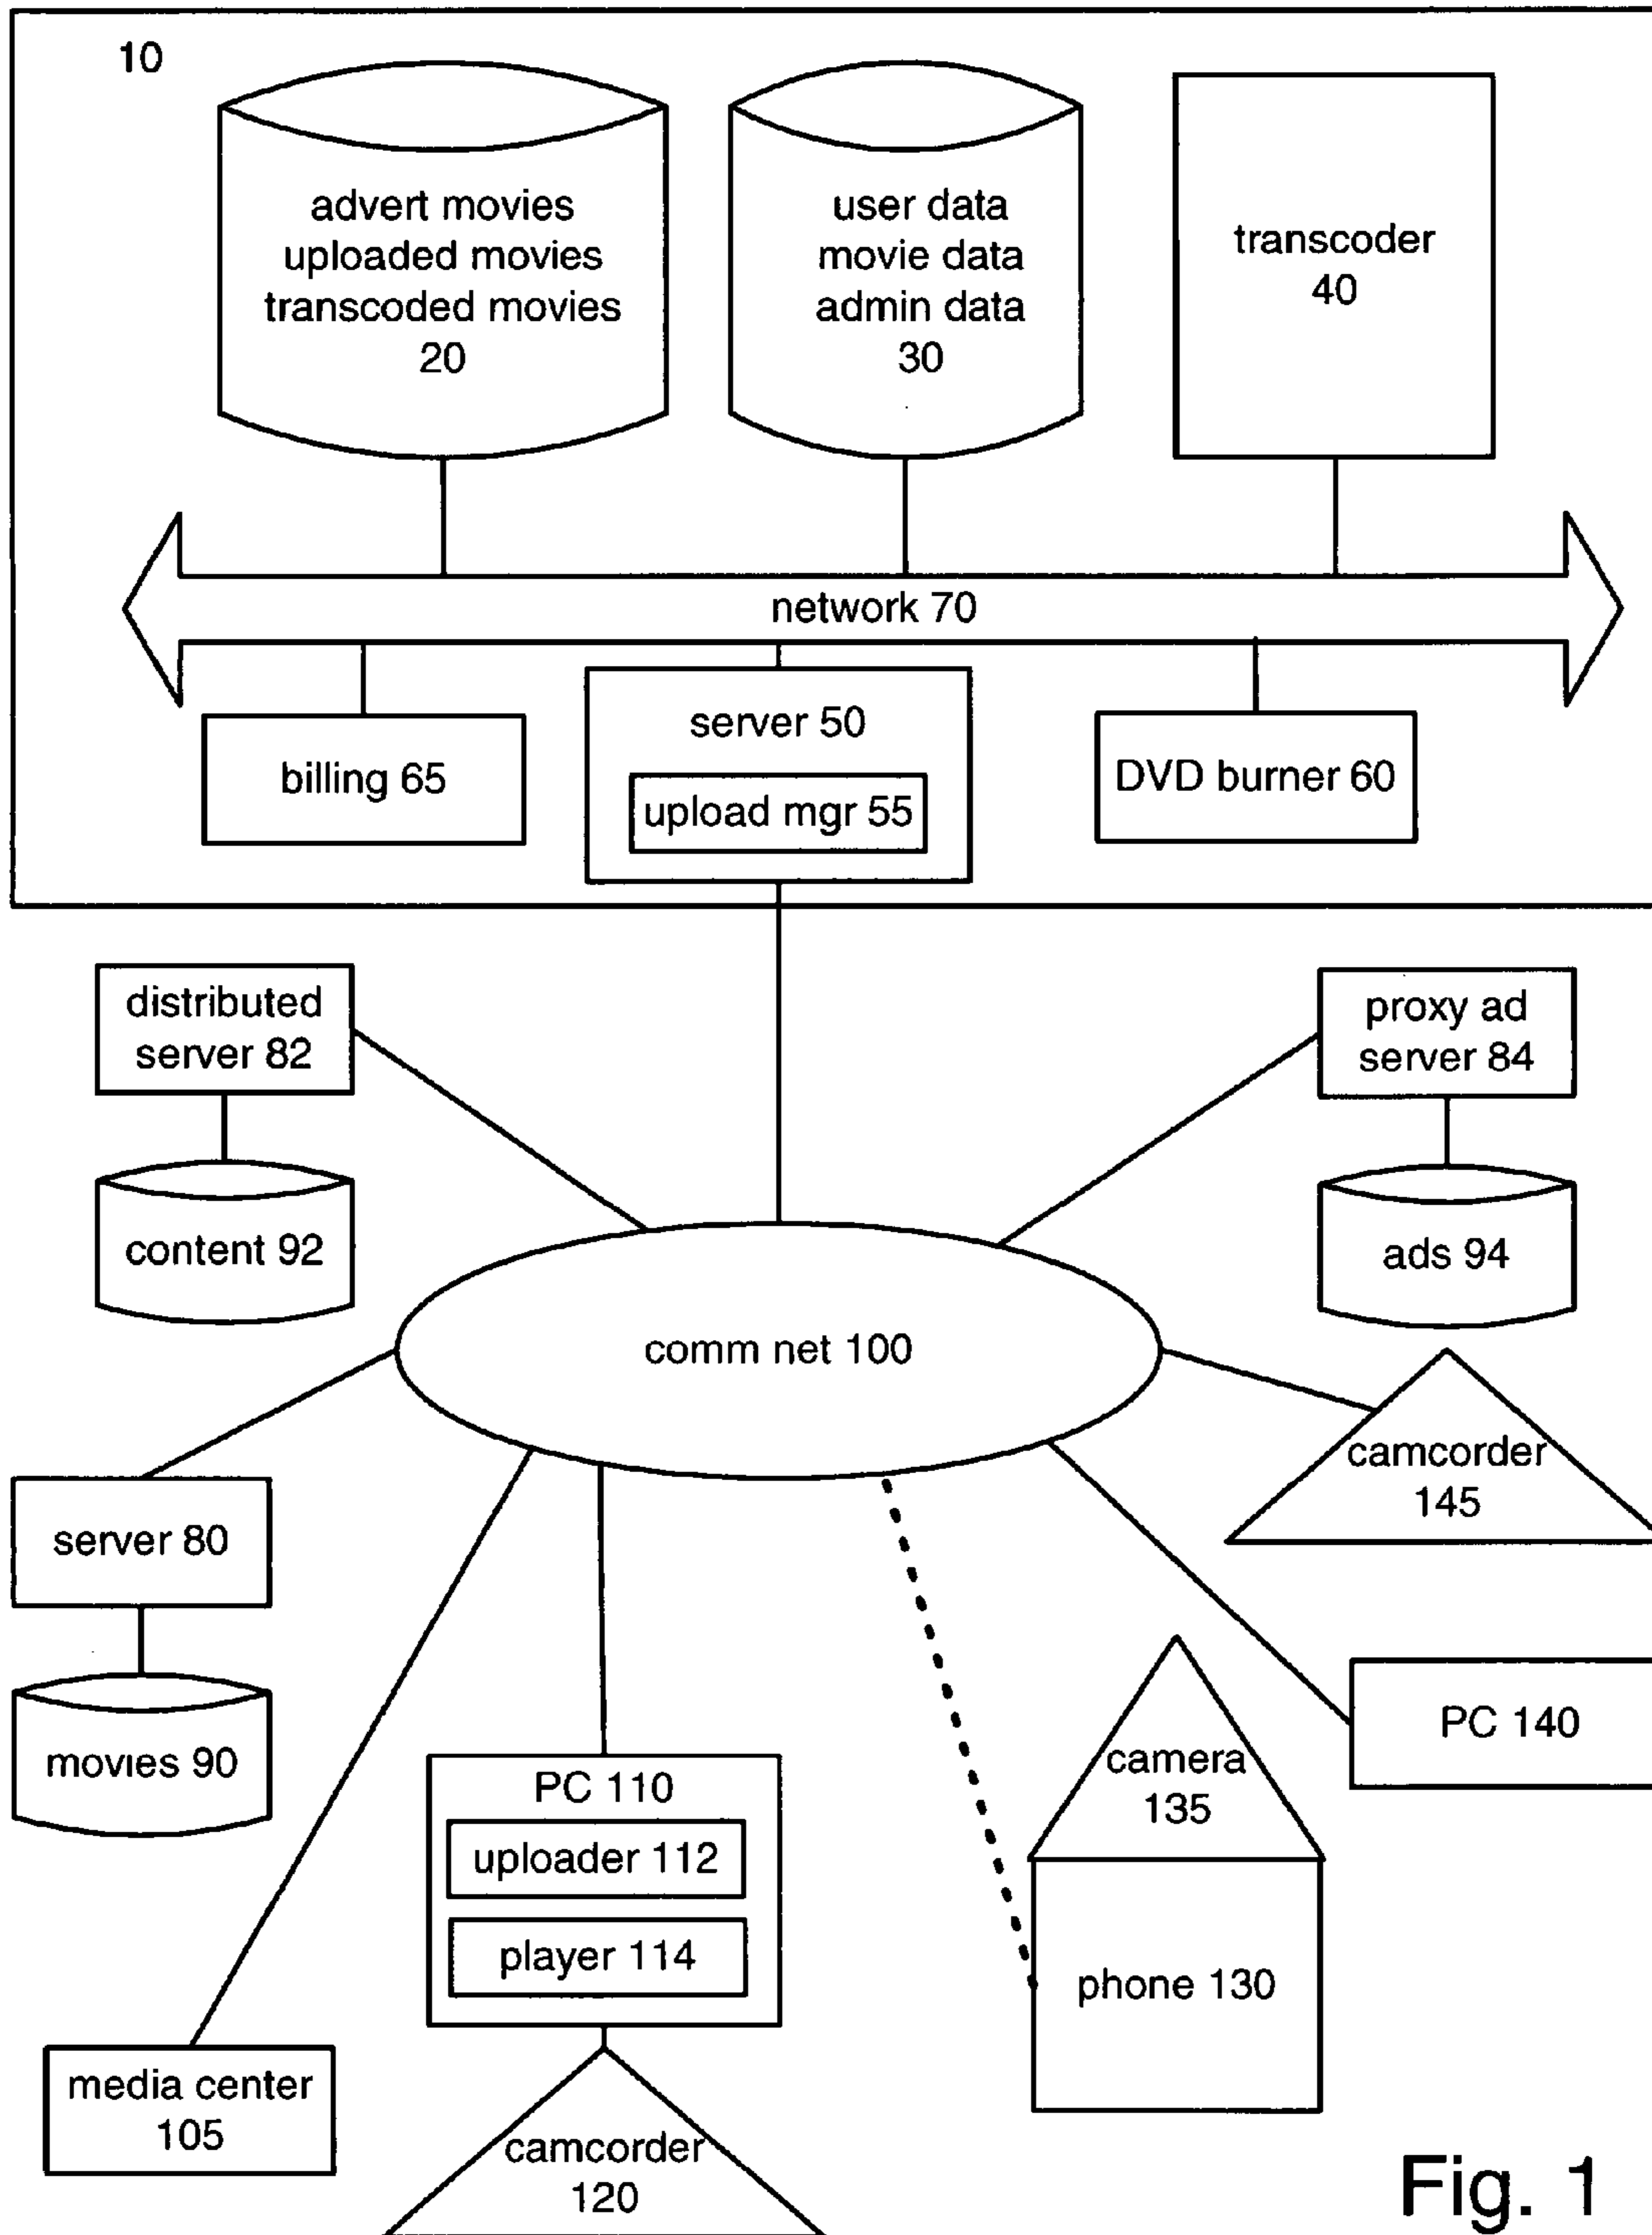 10
advert movies
uploaded movies
transcoded movies
20
user data
movie data
admin data
30
transcoder
40
network 70
billing 65
server 50
upload mgr 55
DVD burner 60
distributed
server 82
proxy ad
server 84
content 92
ads 94
comm net 100
camcorder
145
server 80
movies 90
PC 110
uploader 112
player 114
camera
135
phone 130
PC 140
media center
105
camcorder
120
Fig. 1